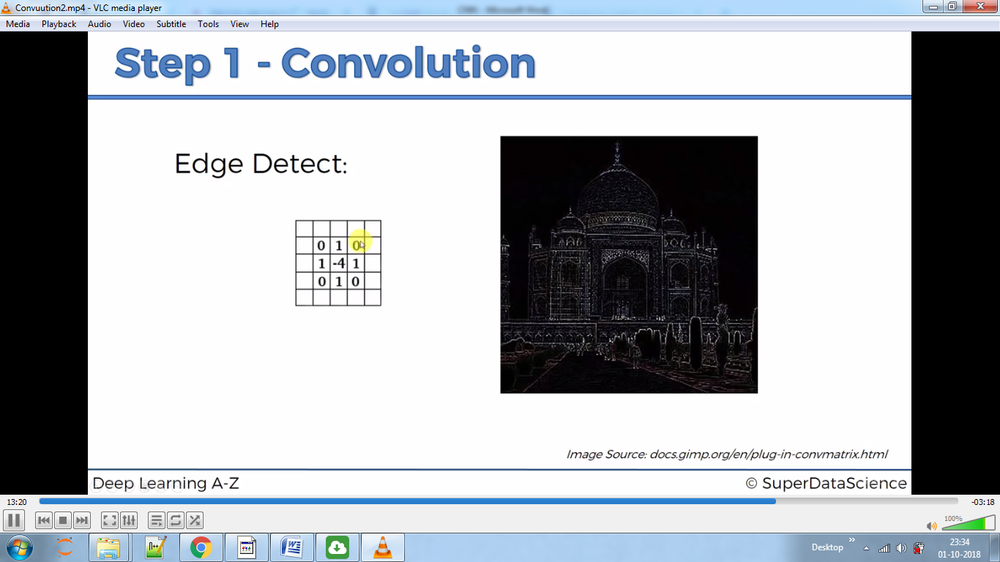 Convuution2.mp4 - VLC media player
Media Playback Audio Video Subtitle Tools View Help
Step 1 - Convolution
Edge Detect:
0 1 0
1 -4 1
0 1 0
Image Source: docs.gimp.org/en/plug-in-convmatrix.html
Deep Learning A-Z
© SuperDataScience
13:20
-03:18
100%
Desktop
23:34
01-10-2018